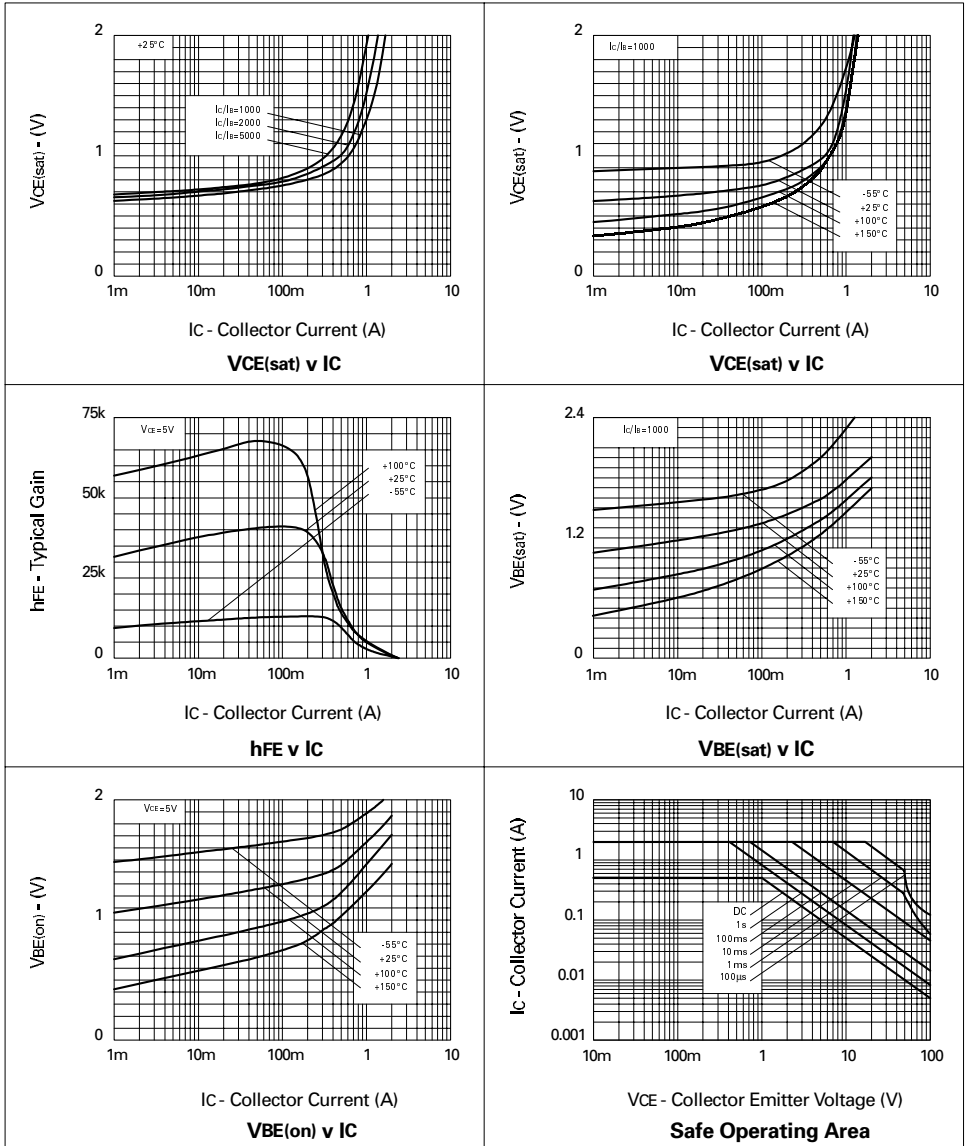 2
+25°C
IC/IB=1000
IC/IB=2000
IC/IB=5000
1
0
VCE(sat) - (V)
1m 10m 100m 1 10
IC - Collector Current (A)
VCE(sat) v IC
2
IC/IB=1000
1
-55°C
+25°C
+100°C
+150°C
0
VCE(sat) - (V)
1m 10m 100m 1 10
IC - Collector Current (A)
VCE(sat) v IC
75k
VCE=5V
+100°C
+25°C
-55°C
50k
25k
0
hFE - Typical Gain
1m 10m 100m 1 10
IC - Collector Current (A)
hFE v IC
2.4
IC/IB=1000
1.2
-55°C
+25°C
+100°C
+150°C
0
VBE(sat) - (V)
1m 10m 100m 1 10
IC - Collector Current (A)
VBE(sat) v IC
2
VCE=5V
1
-55°C
+25°C
+100°C
+150°C
0
VBE(on) - (V)
1m 10m 100m 1 10
IC - Collector Current (A)
VBE(on) v IC
10
1
0.1
DC
1s
100ms
10ms
1ms
100µs
0.01
0.001
IC - Collector Current (A)
10m 100m 1 10 100
VCE - Collector Emitter Voltage (V)
Safe Operating Area